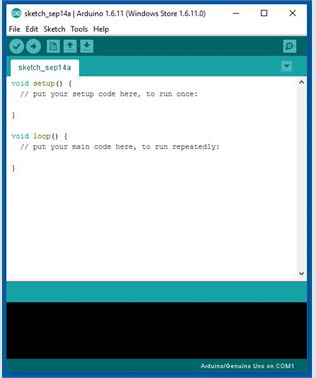 sketch_sep14a | Arduino 1.6.11 (Windows Store 1.6.11.0)
File Edit Sketch Tools Help
sketch_sep14a
void setup() {
// put your setup code here, to run once:
}
void loop() {
// put your main code here, to run repeatedly:
}
Arduino/Genuino Uno on COM1